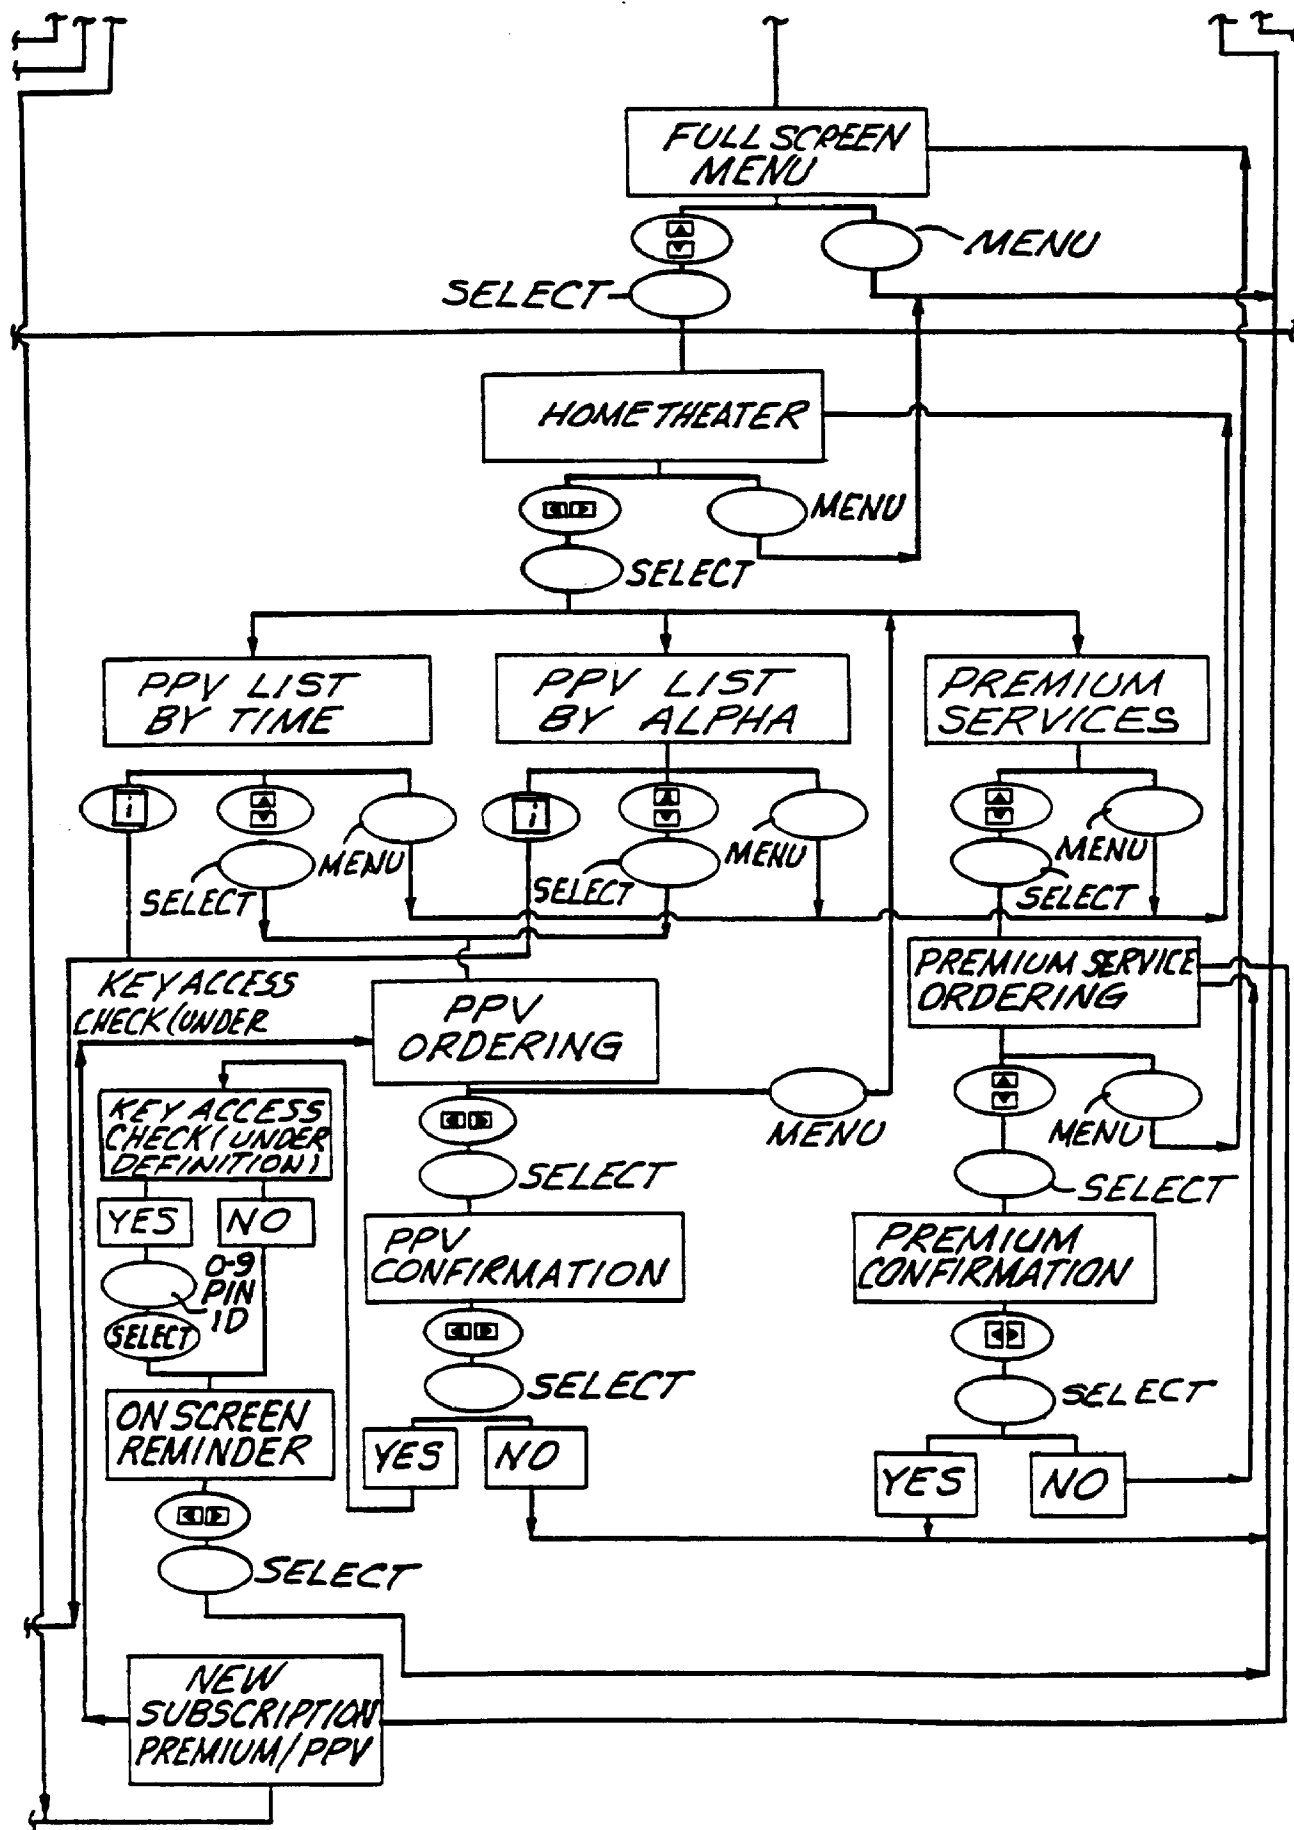 FULL SCREEN
MENU
MENU
SELECT
HOME THEATER
MENU
SELECT
PPV LIST
BY TIME
PPV LIST
BY ALPHA
PREMIUM
SERVICES
i
SELECT
MENU
i
SELECT
MENU
MENU
SELECT
KEY ACCESS
CHECK (UNDER
PPV
ORDERING
PREMIUM SERVICE
ORDERING
KEY ACCESS
CHECK (UNDER
DEFINITION)
MENU
MENU
SELECT
SELECT
YES
NO
PPV
CONFIRMATION
PREMIUM
CONFIRMATION
0-9
PIN
ID
SELECT
SELECT
SELECT
ON SCREEN
REMINDER
YES
NO
YES
NO
SELECT
NEW
SUBSCRIPTION
PREMIUM/PPV